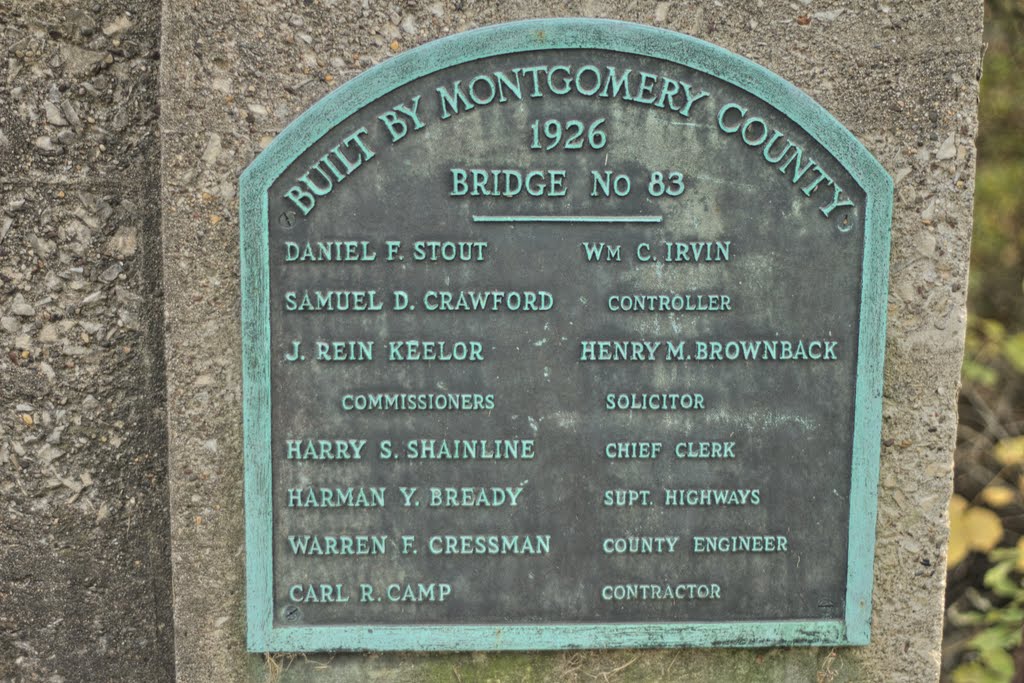 BUILT BY MONTGOMERY COUNTY
1926
BRIDGE No 83
DANIEL F. STOUT WM C. IRVIN
SAMUEL D. CRAWFORD CONTROLLER
J. REIN KEELOR HENRY M. BROWNBACK
COMMISSIONERS SOLICITOR
HARRY S. SHAINLINE CHIEF CLERK
HARMAN Y. BREADY SUPT. HIGHWAYS
WARREN F. CRESSMAN COUNTY ENGINEER
CARL R. CAMP CONTRACTOR